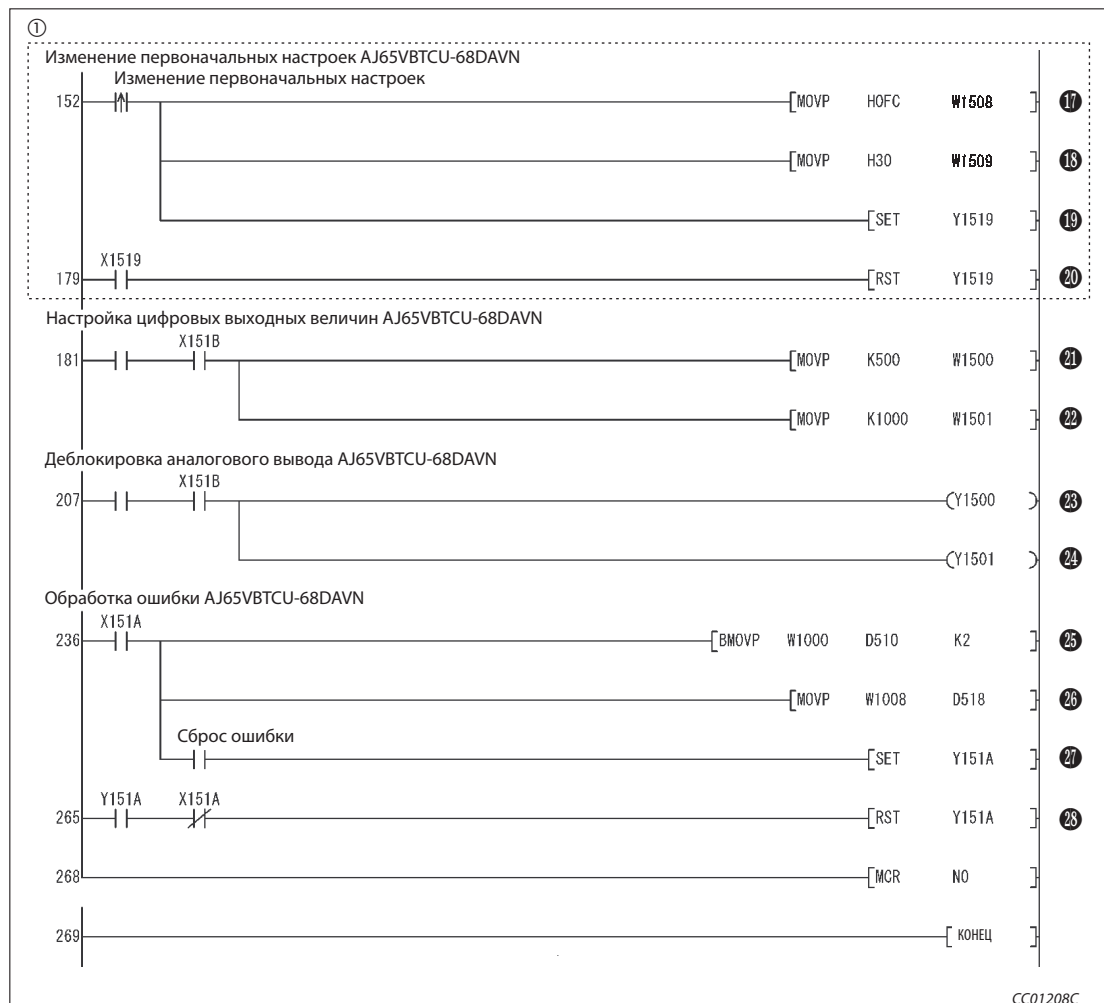 ①
Изменение первоначальных настроек AJ65VBTCU-68DAVN
Изменение первоначальных настроек
152 MOVP H0FC W1508 17
MOVP H30 W1509 18
SET Y1519 19
X1519
179 RST Y1519 20
Настройка цифровых выходных величин AJ65VBTCU-68DAVN
X151B
181 MOVP K500 W1500 21
MOVP K1000 W1501 22
Деблокировка аналогового вывода AJ65VBTCU-68DAVN
X151B
207 Y1500 23
Y1501 24
Обработка ошибки AJ65VBTCU-68DAVN
X151A
236 BMOVP W1000 D510 K2 25
MOVP W1008 D518 26
Сброс ошибки
SET Y151A 27
Y151A X151A
265 RST Y151A 28
268 MCR N0
269 КОНЕЦ
CC01208C